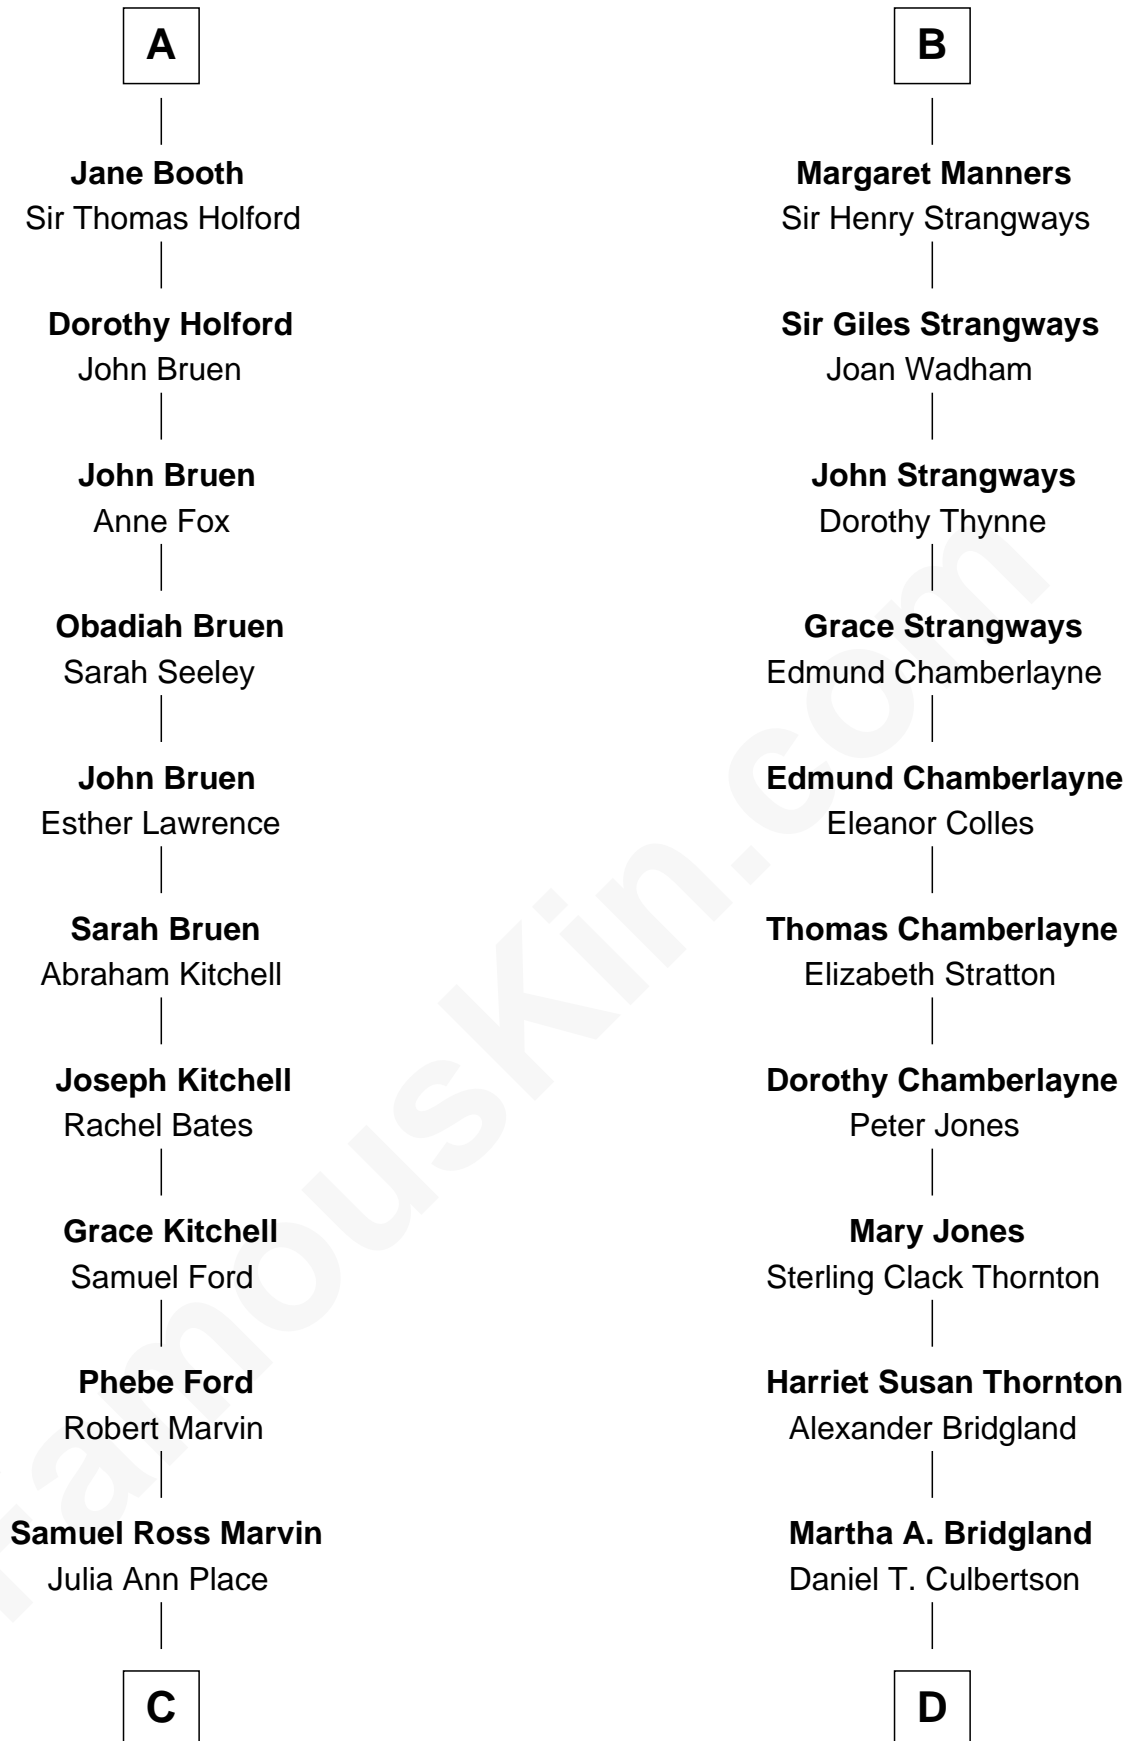 A
Jane Booth
Sir Thomas Holford
Dorothy Holford
John Bruen
John Bruen
Anne Fox
Obadiah Bruen
Sarah Seeley
John Bruen
Esther Lawrence
Sarah Bruen
Abraham Kitchell
Joseph Kitchell
Rachel Bates
Grace Kitchell
Samuel Ford
Phebe Ford
Robert Marvin
Samuel Ross Marvin
Julia Ann Place
C
B
Margaret Manners
Sir Henry Strangways
Sir Giles Strangways
Joan Wadham
John Strangways
Dorothy Thynne
Grace Strangways
Edmund Chamberlayne
Edmund Chamberlayne
Eleanor Colles
Thomas Chamberlayne
Elizabeth Stratton
Dorothy Chamberlayne
Peter Jones
Mary Jones
Sterling Clack Thornton
Harriet Susan Thornton
Alexander Bridgland
Martha A. Bridgland
Daniel T. Culbertson
D
FamousKin.com